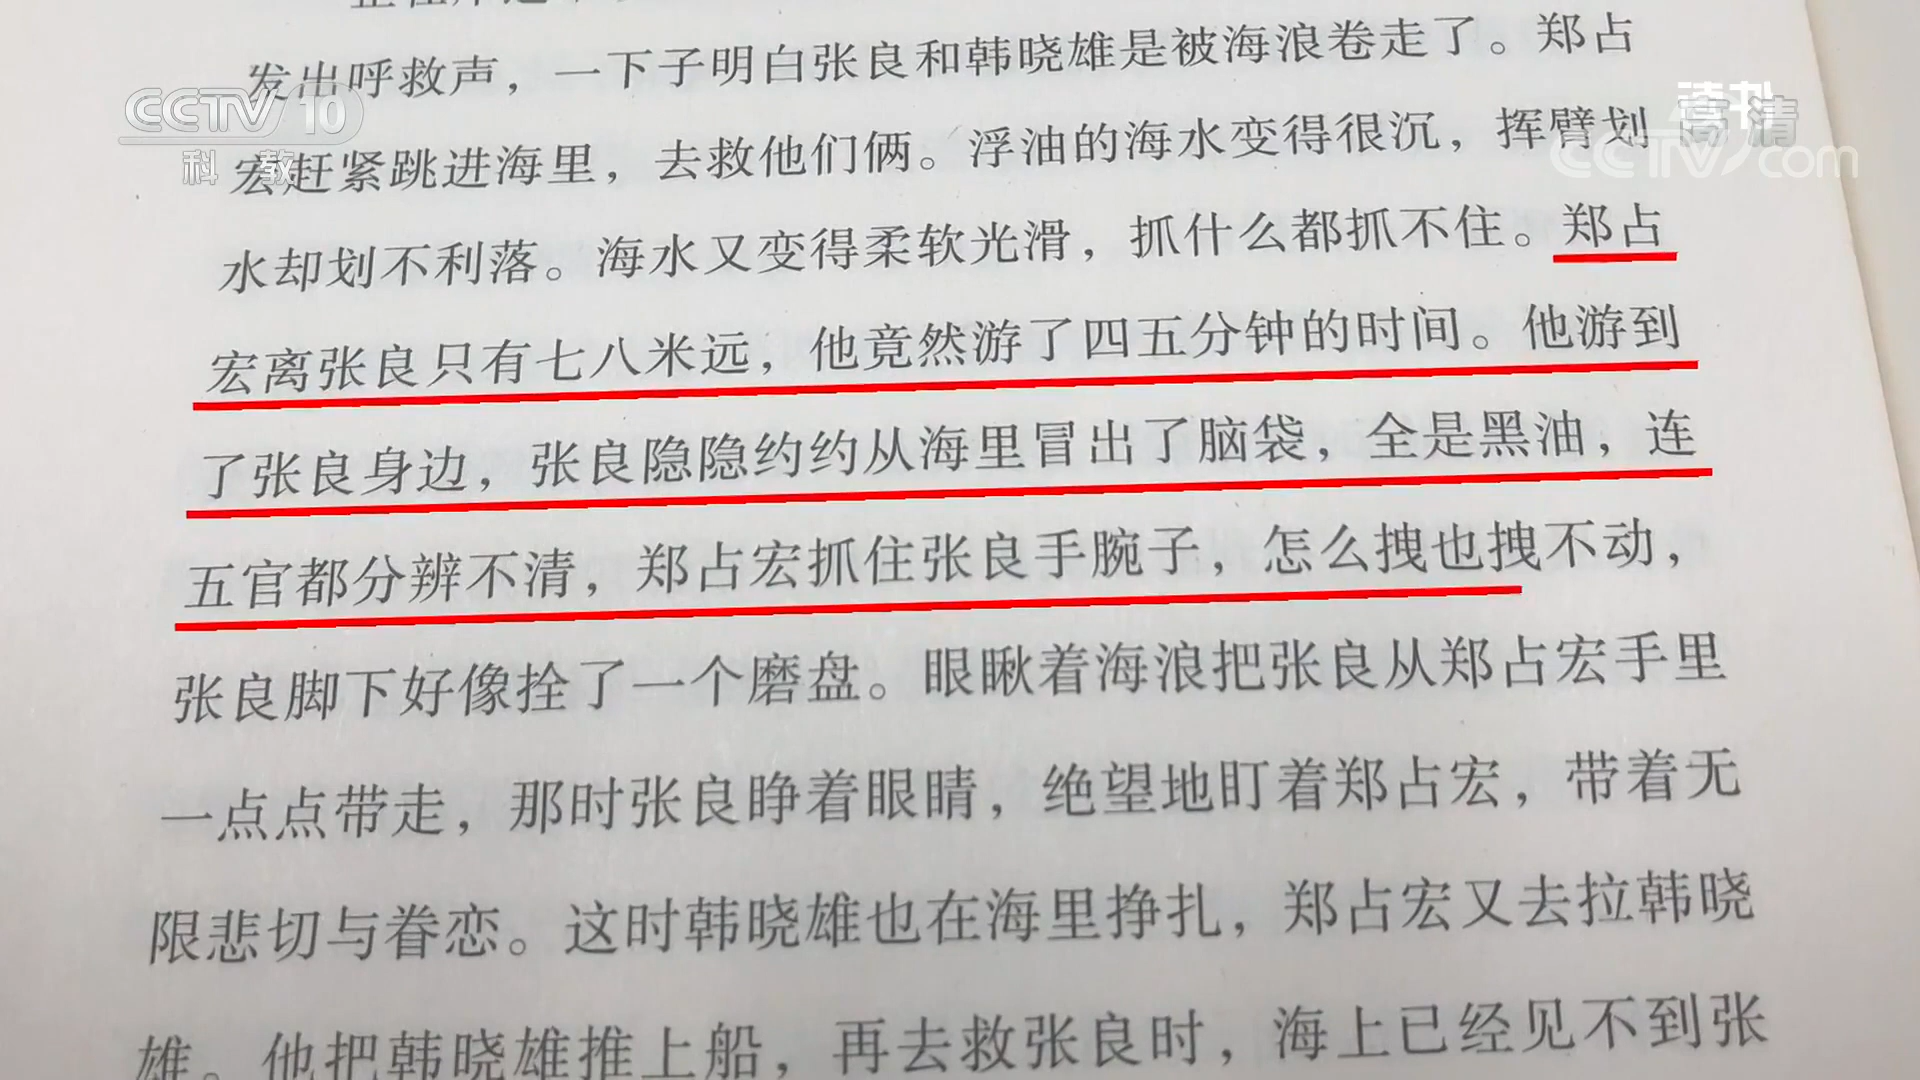 发出呼救声，一下子明白张良和韩晓雄是被海浪卷走了。郑占
宏赶紧跳进海里，去救他们俩。浮油的海水变得很沉，挥臂划
水却划不利落。海水又变得柔软光滑，抓什么都抓不住。郑占
宏离张良只有七八米远，他竟然游了四五分钟的时间。他游到
了张良身边，张良隐隐约约从海里冒出了脑袋，全是黑油，连
五官都分辨不清，郑占宏抓住张良手腕子，怎么拽也拽不动，
张良脚下好像拴了一个磨盘。眼瞅着海浪把张良从郑占宏手里
一点点带走，那时张良睁着眼睛，绝望地盯着郑占宏，带着无
限悲切与眷恋。这时韩晓雄也在海里挣扎，郑占宏又去拉韩晓
雄。他把韩晓雄推上船，再去救张良时，海上已经见不到张
CCTV 10
科教
读书
高清
CCTV.com